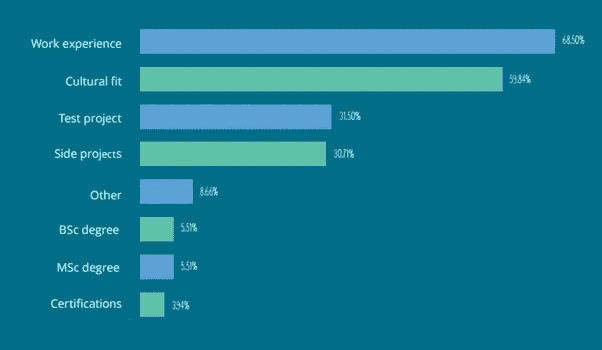 Work experience 68.50%
Cultural fit 59.84%
Test project 31.50%
Side projects 30.71%
Other 8.66%
BSc degree 5.51%
MSc degree 5.51%
Certifications 3.94%